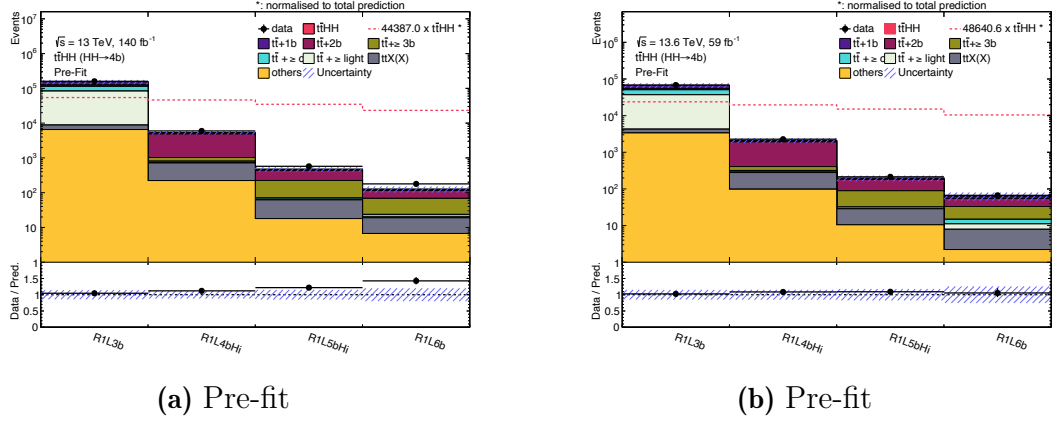 *: normalised to total prediction
Events
√s = 13 TeV, 140 fb⁻¹
tt̄HH (HH→4b)
Pre-Fit
data
tt̄HH
44387.0 x tt̄HH *
tt̄+1b
tt̄+2b
tt̄+≥ 3b
tt̄ + ≥ light
ttX(X)
others
Uncertainty
10⁷
10⁶
10⁵
10⁴
10³
10²
10
1
Data / Pred.
1.5
1
0.5
0
R1L3b
R1L4bHi
R1L5bHi
R1L6b
(a) Pre-fit
*: normalised to total prediction
Events
√s = 13.6 TeV, 59 fb⁻¹
tt̄HH (HH→4b)
Pre-Fit
data
tt̄HH
48640.6 x tt̄HH *
tt̄+1b
tt̄+2b
tt̄+≥ 3b
tt̄ + ≥ light
ttX(X)
others
Uncertainty
10⁶
10⁵
10⁴
10³
10²
10
1
Data / Pred.
1.5
1
0.5
0
R1L3b
R1L4bHi
R1L5bHi
R1L6b
(b) Pre-fit